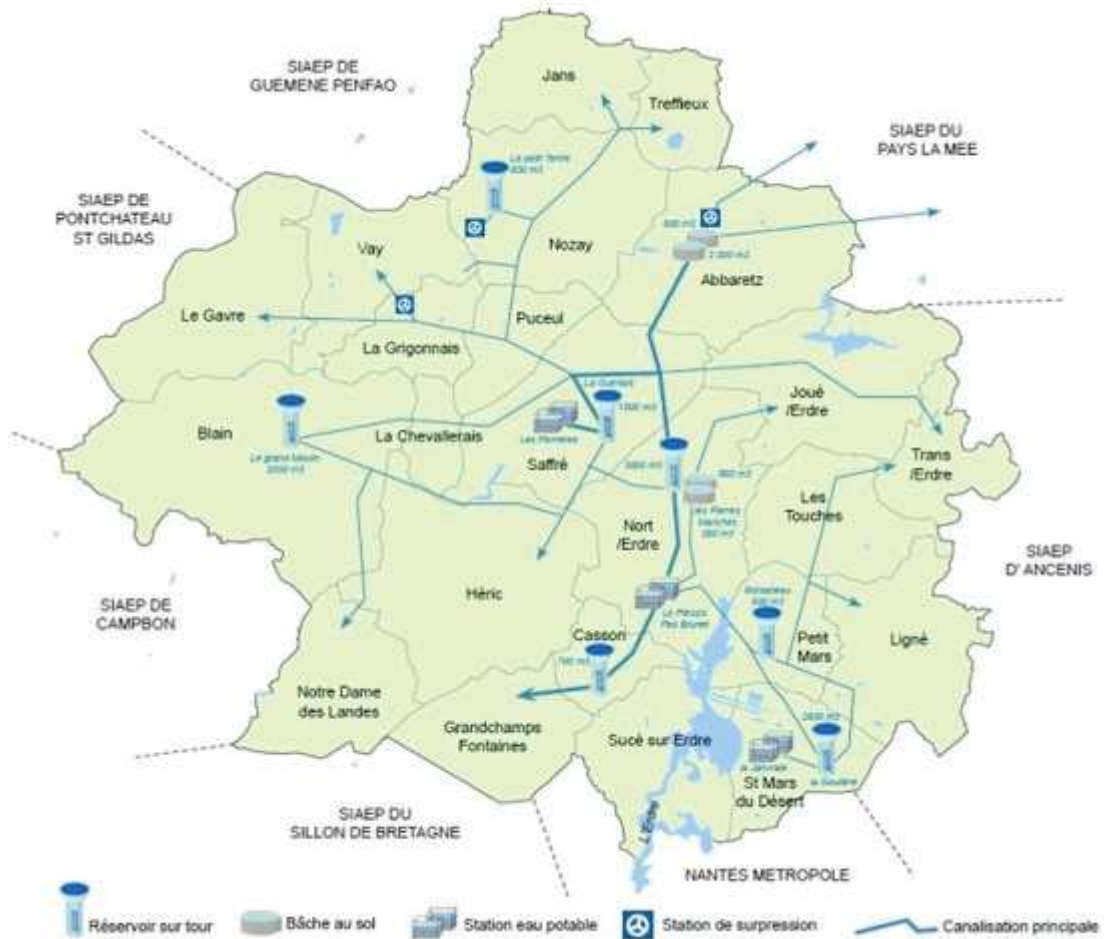 SIAEP DE
GUEMENE PENFAO
Jans
Treffieux
SIAEP DU
PAYS LA MEE
SIAEP DE
PONTCHATEAU
ST GILDAS
Vay
Nozay
2 000 m3
Abbaretz
Le Gavre
Puceul
La Grigonnais
Joué
/Erdre
Blain
La Chevallerais
Saffré
Trans
/Erdre
Les
Touches
Nort
/Erdre
SIAEP
D' ANCENIS
SIAEP DE
CAMPBON
Héric
Casson
Petit
Mars
Ligné
Notre Dame
des Landes
Grandchamps
Fontaines
Sucé sur Erdre
St Mars
du Désert
L'Erdre
SIAEP DU
SILLON DE BRETAGNE
NANTES METROPOLE
Réservoir sur tour
Bâche au sol
Station eau potable
Station de surpression
Canalisation principale